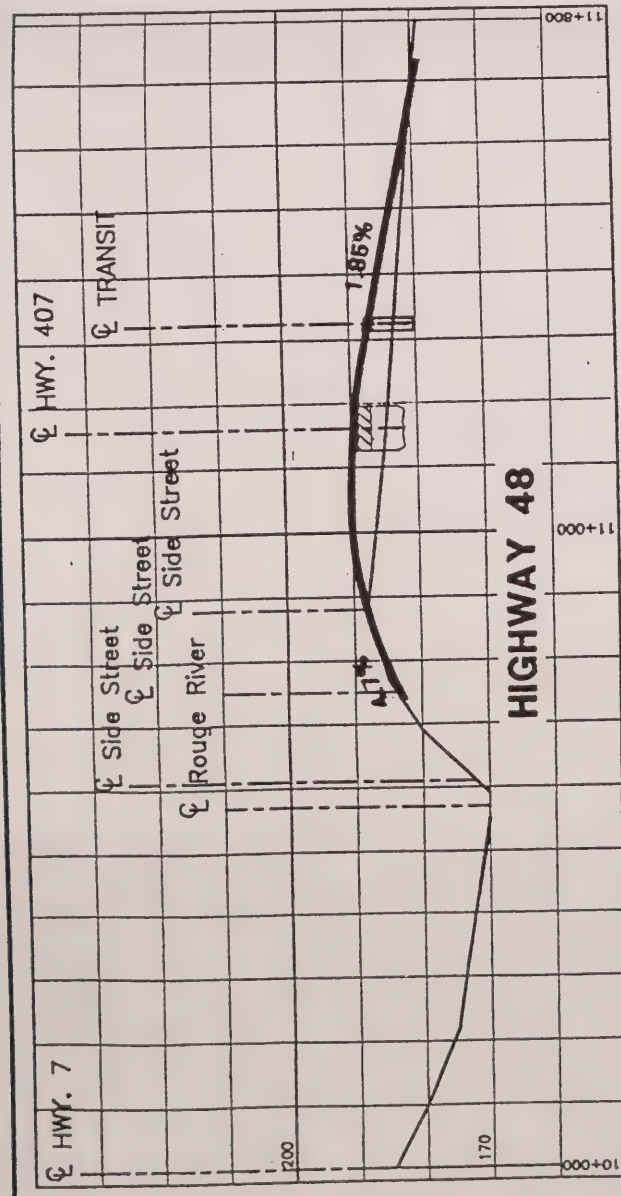 ℄ HWY. 7
℄ Side Street
℄ Rouge River
℄ Side Street
℄ Side Street
℄ HWY. 407
℄ TRANSIT
1.85%
200
170
10+000
11+000
11+800
HIGHWAY 48